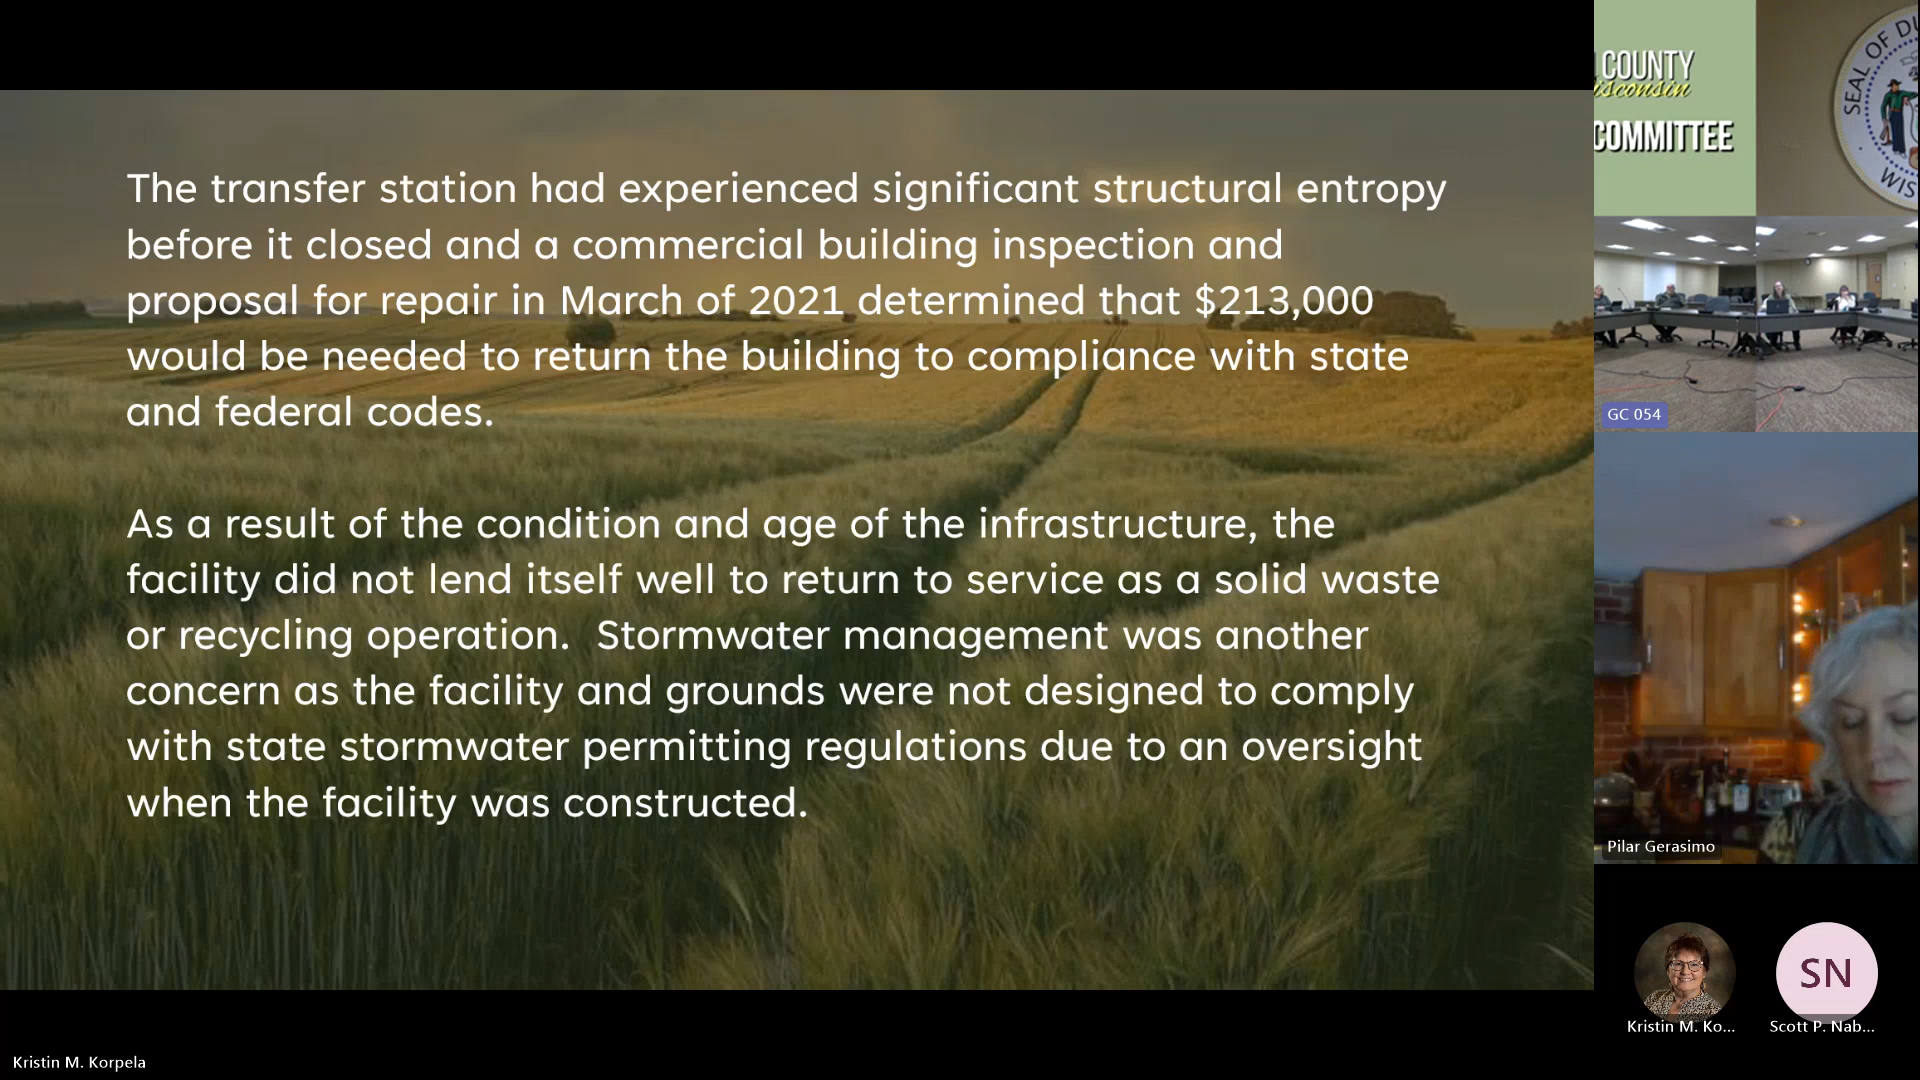 The transfer station had experienced significant structural entropy
before it closed and a commercial building inspection and
proposal for repair in March of 2021 determined that $213,000
would be needed to return the building to compliance with state
and federal codes.
As a result of the condition and age of the infrastructure, the
facility did not lend itself well to return to service as a solid waste
or recycling operation.  Stormwater management was another
concern as the facility and grounds were not designed to comply
with state stormwater permitting regulations due to an oversight
when the facility was constructed.
COUNTY
isconsin
COMMITTEE
SEAL OF DU
WIS
GC 054
Pilar Gerasimo
SN
Kristin M. Ko...
Scott P. Nab...
Kristin M. Korpela